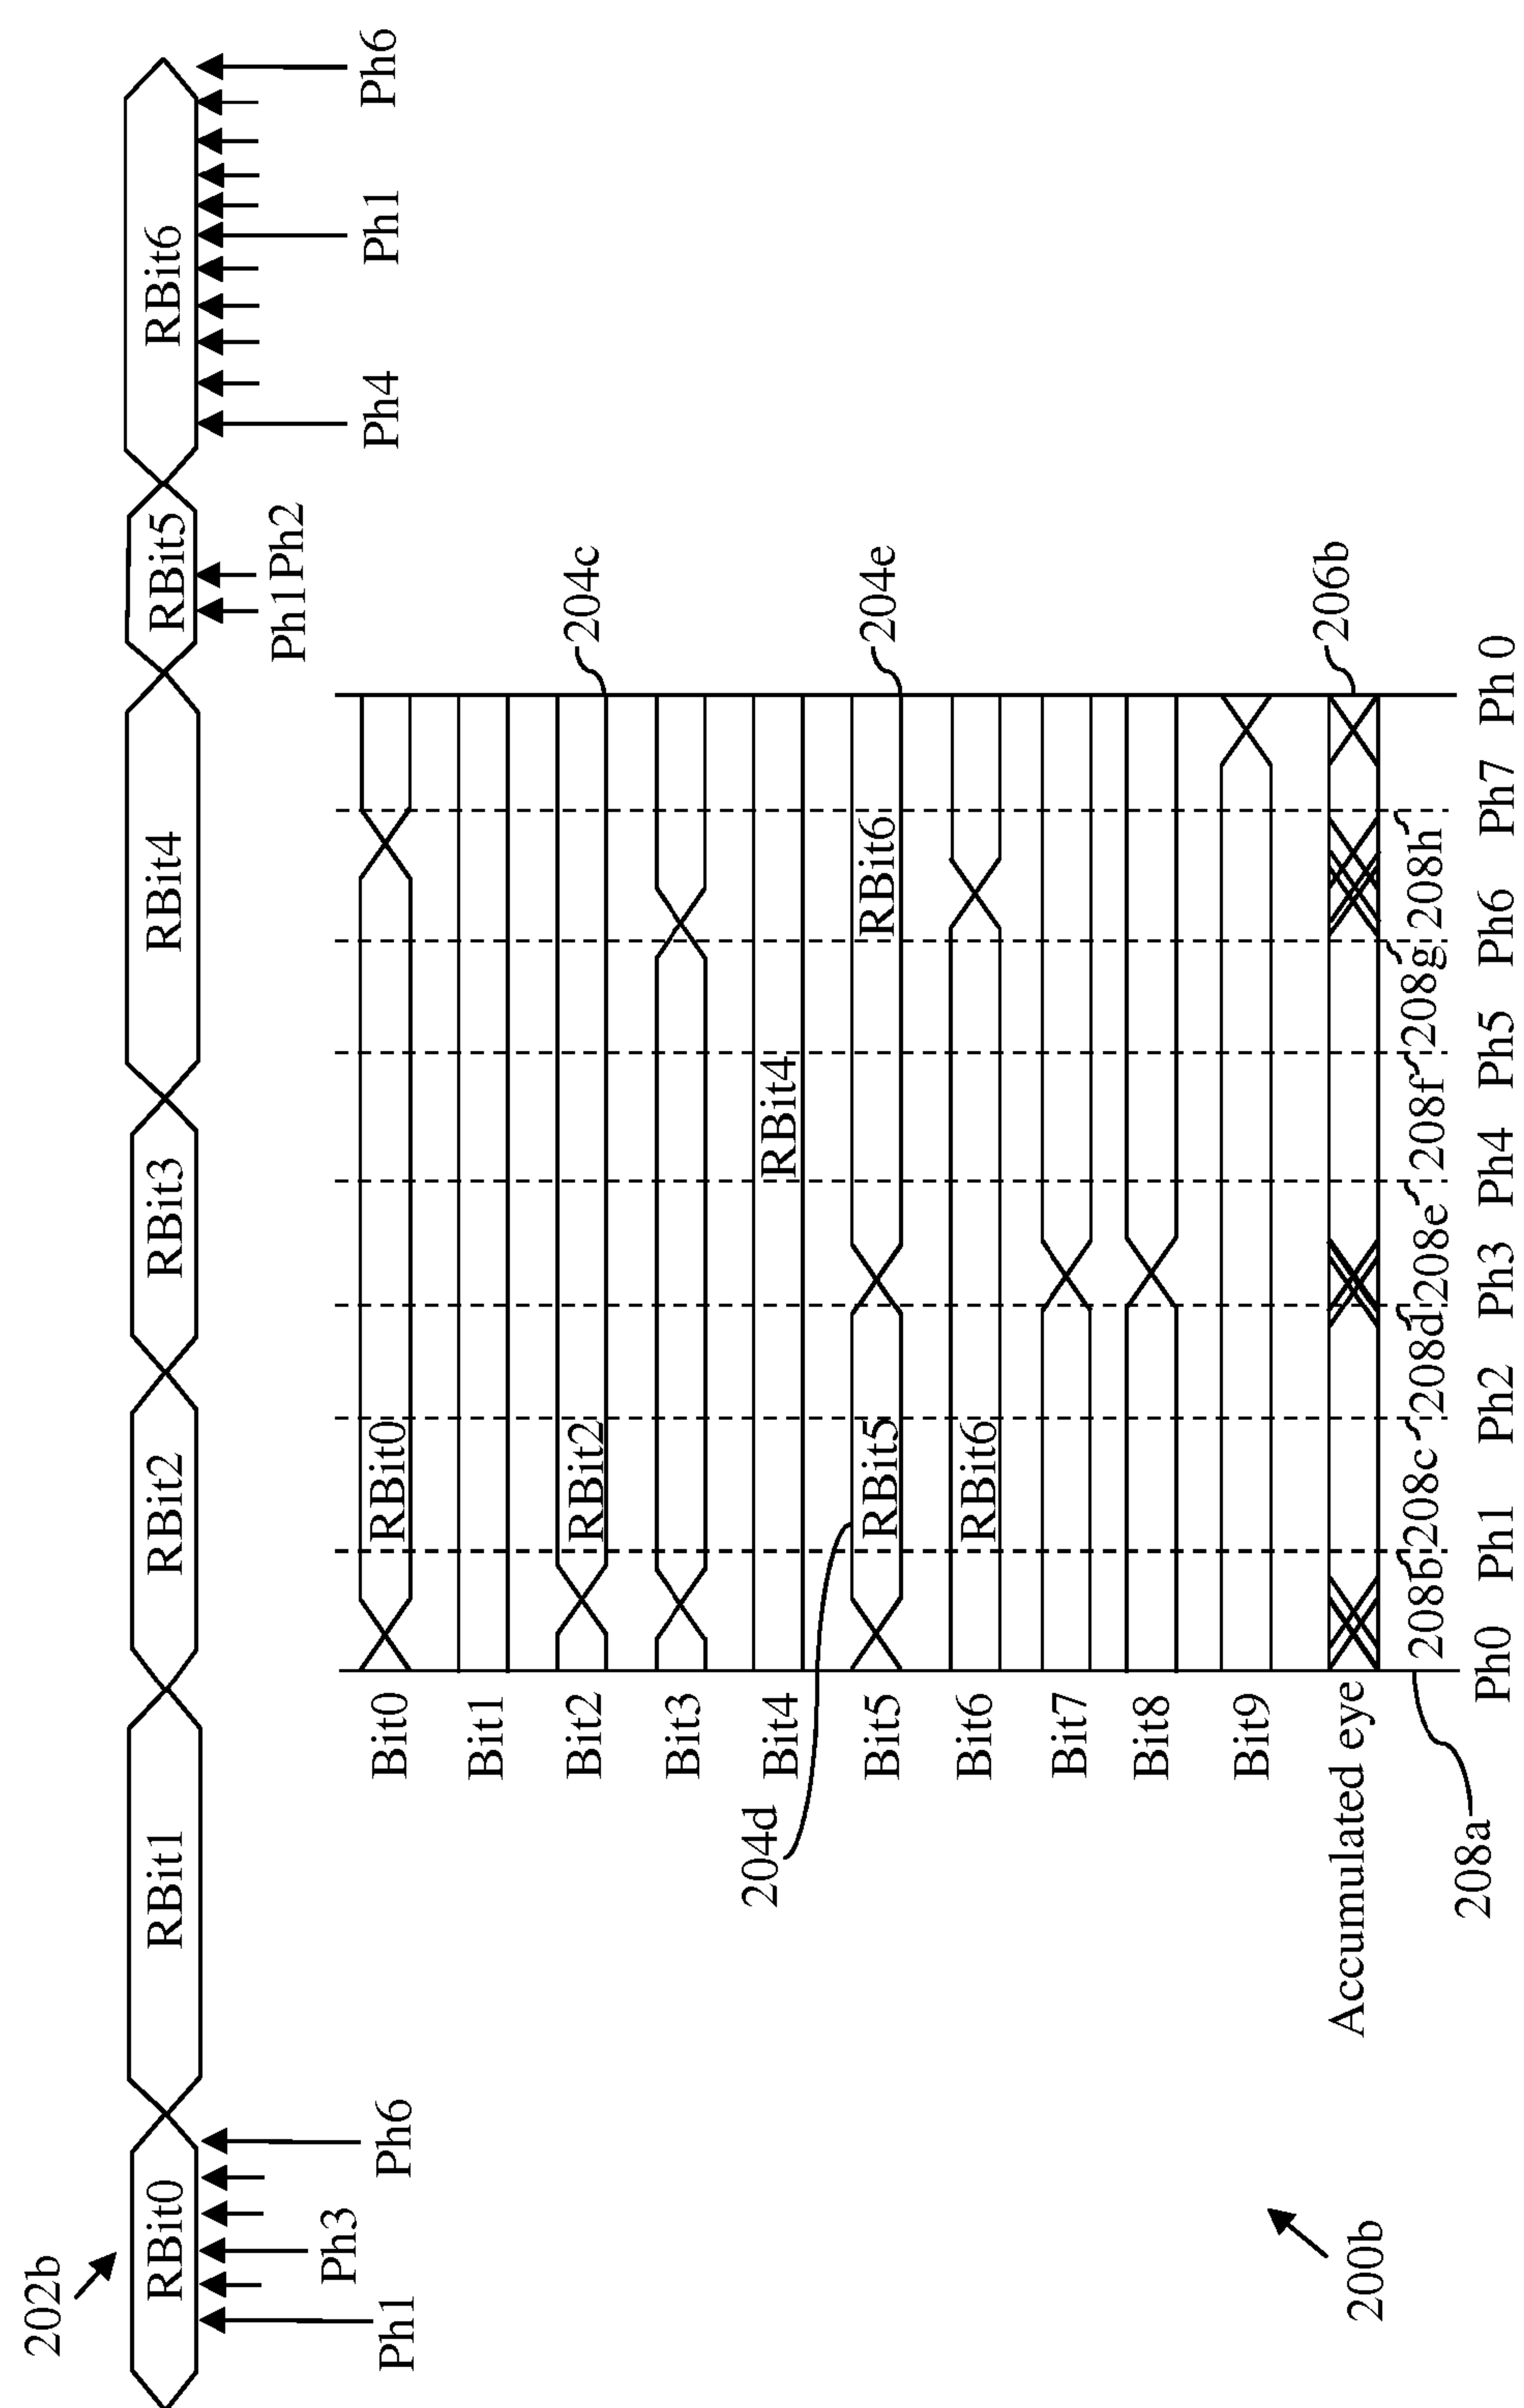 202b
RBit0
RBit1
RBit2
RBit3
RBit4
RBit5
RBit6
Ph1
Ph3
Ph6
Ph1Ph2
Ph4
Ph1
Ph6
Bit0
RBit0
Bit1
Bit2
RBit2
204c
Bit3
Bit4
RBit4
204d
Bit5
RBit5
RBit6
204e
Bit6
RBit6
Bit7
Bit8
Bit9
Accumulated eye
206b
208a
208b
208c
208d
208e
208f
208g
208h
Ph0
Ph1
Ph2
Ph3
Ph4
Ph5
Ph6
Ph7
Ph 0
200b